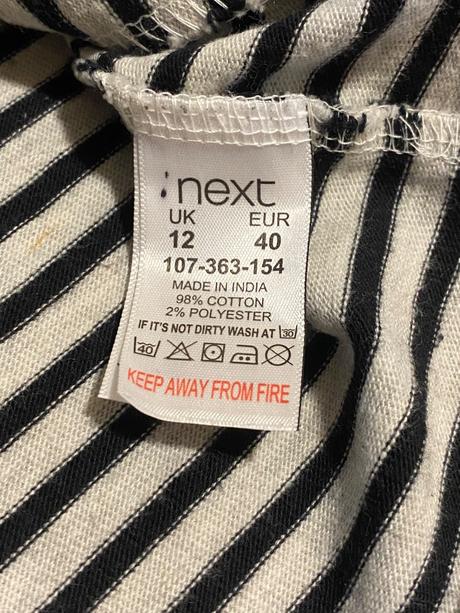 next
UK EUR
12 40
107-363-154
MADE IN INDIA
98% COTTON
2% POLYESTER
IF IT'S NOT DIRTY WASH AT 30
40
KEEP AWAY FROM FIRE